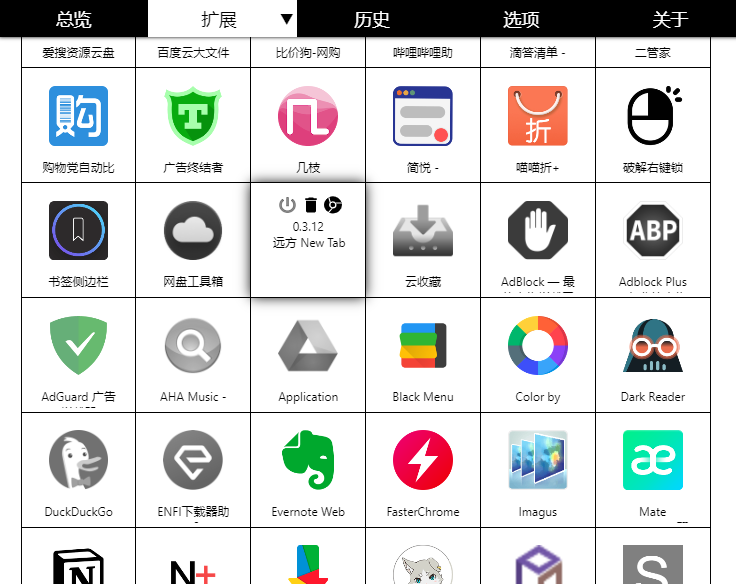 总览 扩展 ▼ 历史 选项 关于
爱搜资源云盘 百度云大文件 比价狗-网购 哔哩哔哩助 滴答清单 - 二管家
购
T
折
购物党自动比 广告终结者 几枝 简悦 - 喵喵折+ 破解右键锁
0.3.12
远方 New Tab
ABP
书签侧边栏 网盘工具箱 云收藏 AdBlock — 最 Adblock Plus
AdGuard 广告 AHA Music - Application Black Menu Color by Dark Reader
æ
DuckDuckGo ENFI下载器助 Evernote Web FasterChrome Imagus Mate
N N+ S